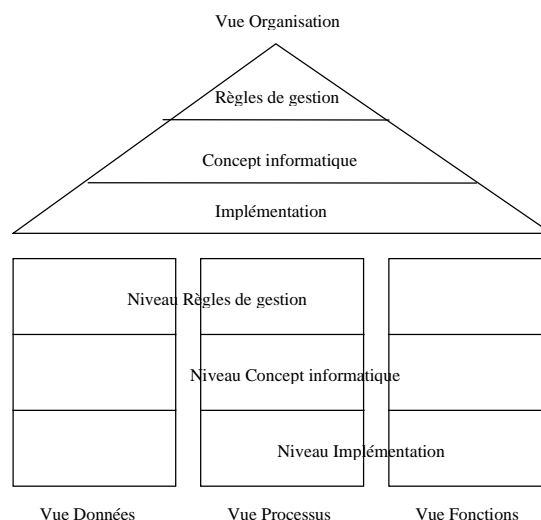 Vue Organisation
Règles de gestion
Concept informatique
Implémentation
Niveau Règles de gestion
Niveau Concept informatique
Niveau Implémentation
Vue Données Vue Processus Vue Fonctions